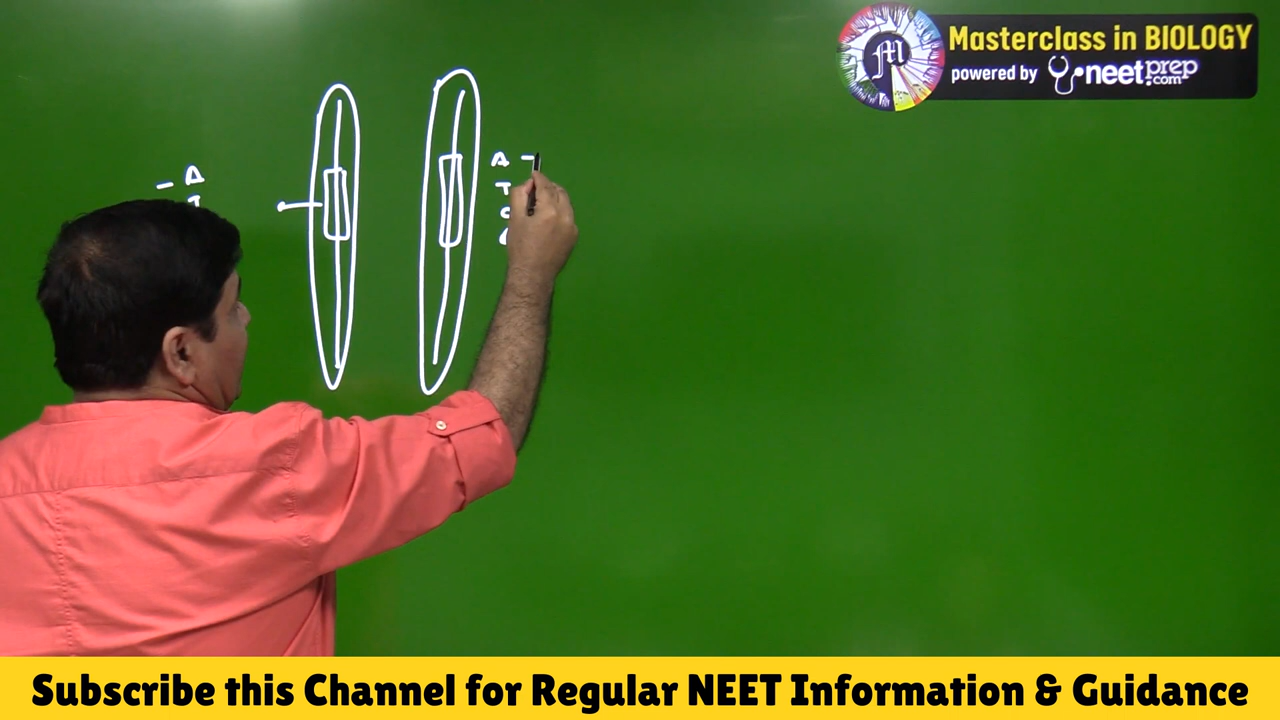 Masterclass in BIOLOGY
M
powered by neetprep.com
- A
T
A -
T
Subscribe this Channel for Regular NEET Information & Guidance